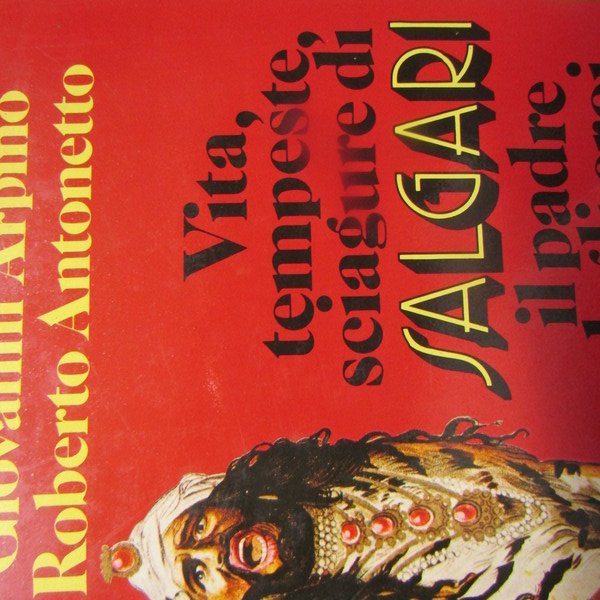 Giovanni Arpino
Roberto Antonetto
Vita,
tempeste,
sciagure di
SALGARI
il padre